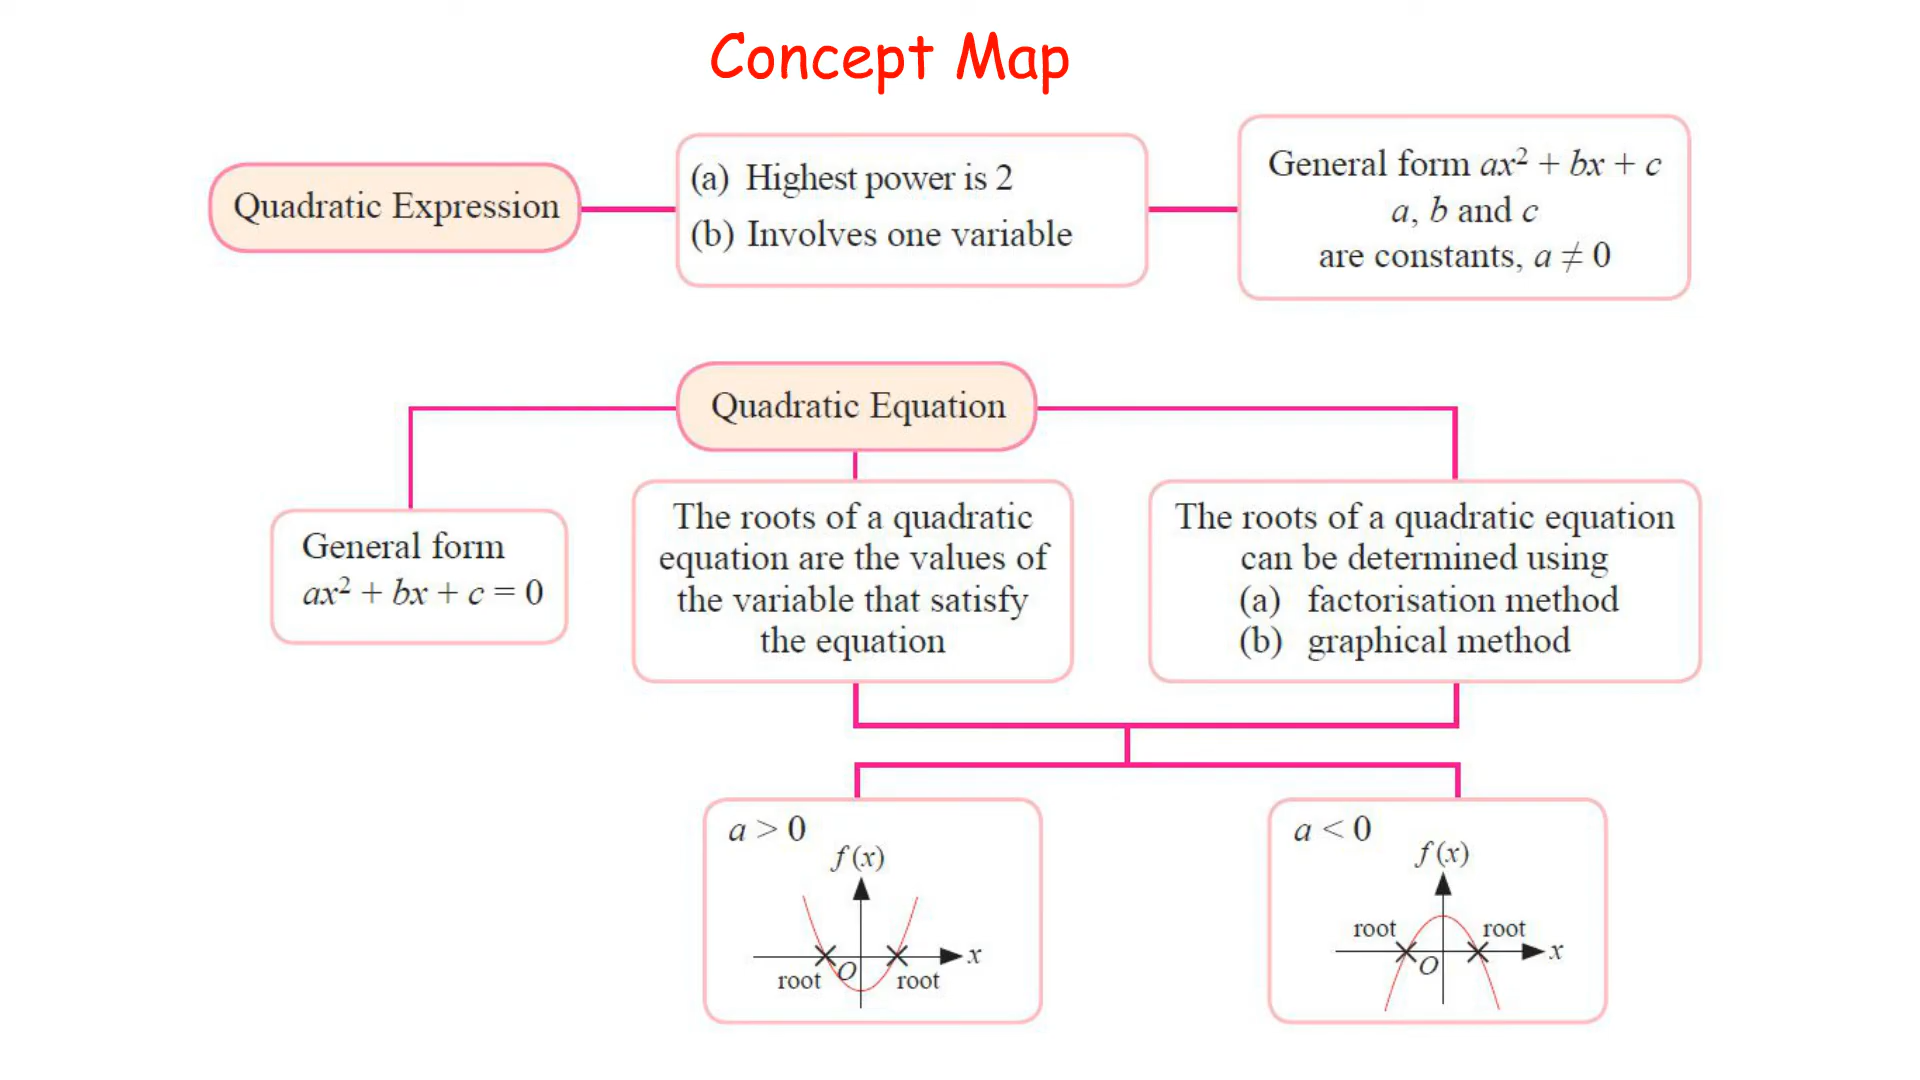 Concept Map
Quadratic Expression
(a) Highest power is 2
(b) Involves one variable
General form ax² + bx + c
a, b and c
are constants, a ≠ 0
Quadratic Equation
General form
ax² + bx + c = 0
The roots of a quadratic
equation are the values of
the variable that satisfy
the equation
The roots of a quadratic equation
can be determined using
(a) factorisation method
(b) graphical method
a > 0
f (x)
x
O
root
root
a < 0
f (x)
root
root
x
O